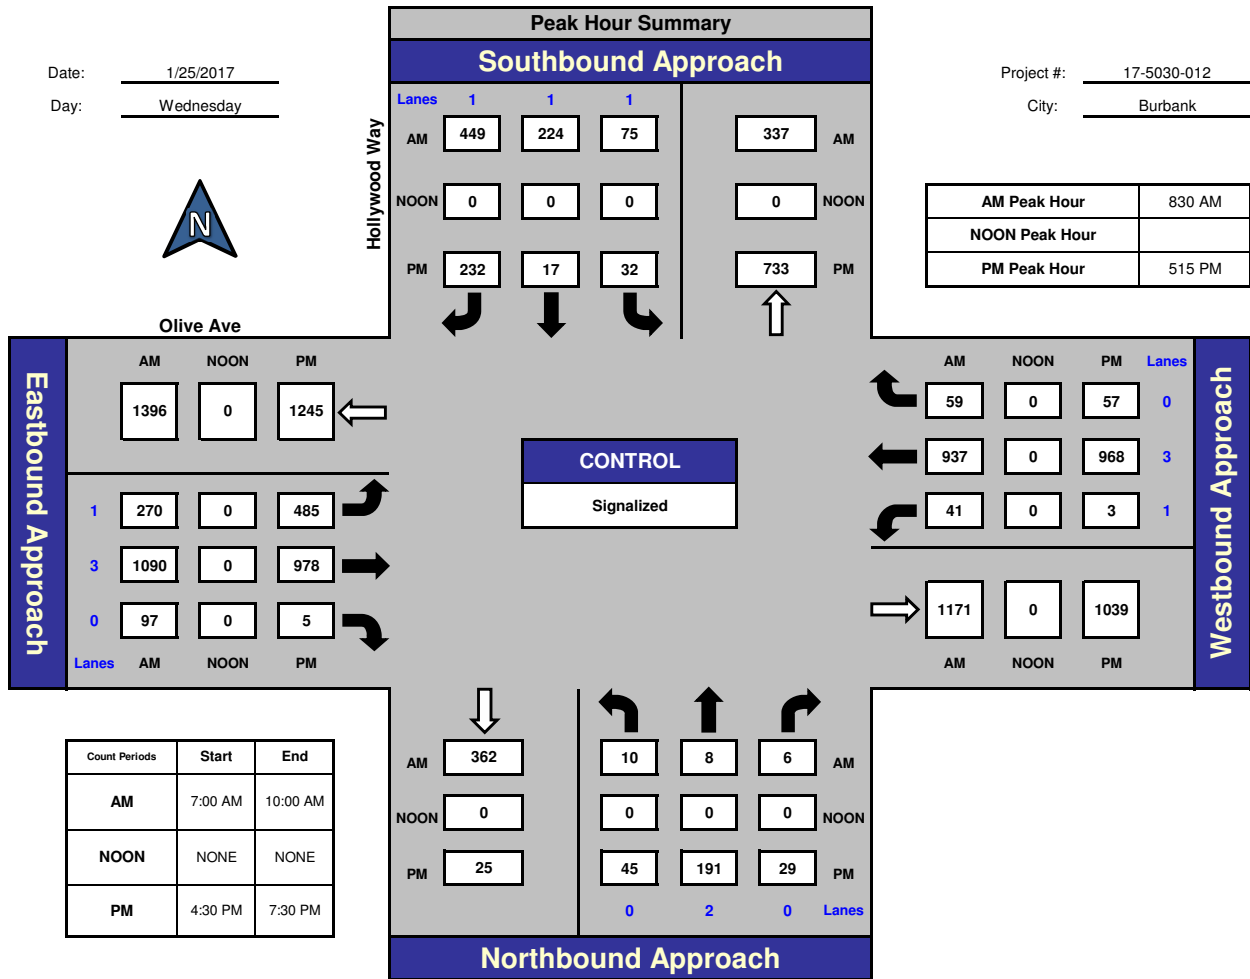 Peak Hour Summary
Southbound Approach
Date: 1/25/2017
Day: Wednesday
Project #: 17-5030-012
City: Burbank
Hollywood Way
Lanes 1 1 1
AM 449 224 75 337 AM
NOON 0 0 0 0 NOON
PM 232 17 32 733 PM
N
AM Peak Hour 830 AM
NOON Peak Hour
PM Peak Hour 515 PM
Olive Ave
Eastbound Approach
AM NOON PM
1396 0 1245
1 270 0 485
3 1090 0 978
0 97 0 5
Lanes AM NOON PM
CONTROL
Signalized
AM NOON PM Lanes
59 0 57 0
937 0 968 3
41 0 3 1
1171 0 1039
AM NOON PM
Westbound Approach
Count Periods Start End
AM 7:00 AM 10:00 AM
NOON NONE NONE
PM 4:30 PM 7:30 PM
AM 362 10 8 6 AM
NOON 0 0 0 0 NOON
PM 25 45 191 29 PM
0 2 0 Lanes
Northbound Approach